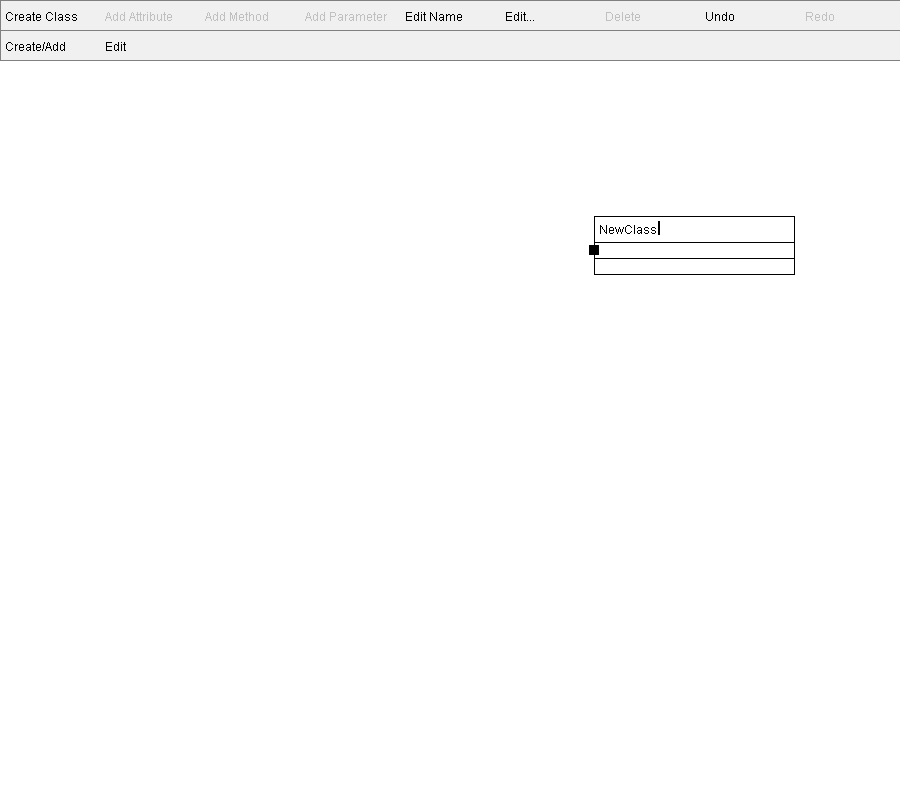 Create Class Add Attribute Add Method Add Parameter Edit Name Edit... Delete Undo Redo
Create/Add Edit
NewClass